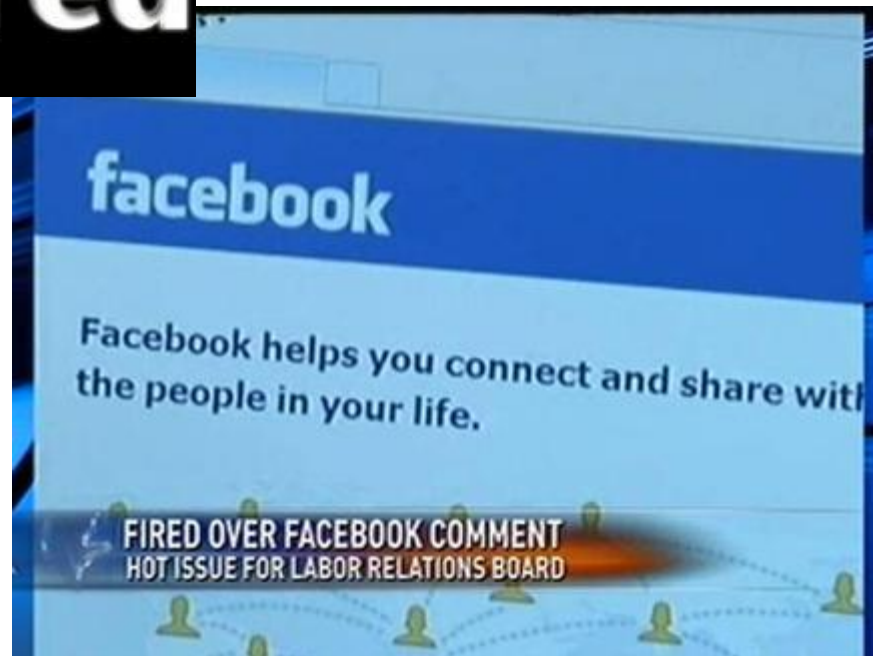 facebook
Facebook helps you connect and share with
the people in your life.
FIRED OVER FACEBOOK COMMENT
HOT ISSUE FOR LABOR RELATIONS BOARD